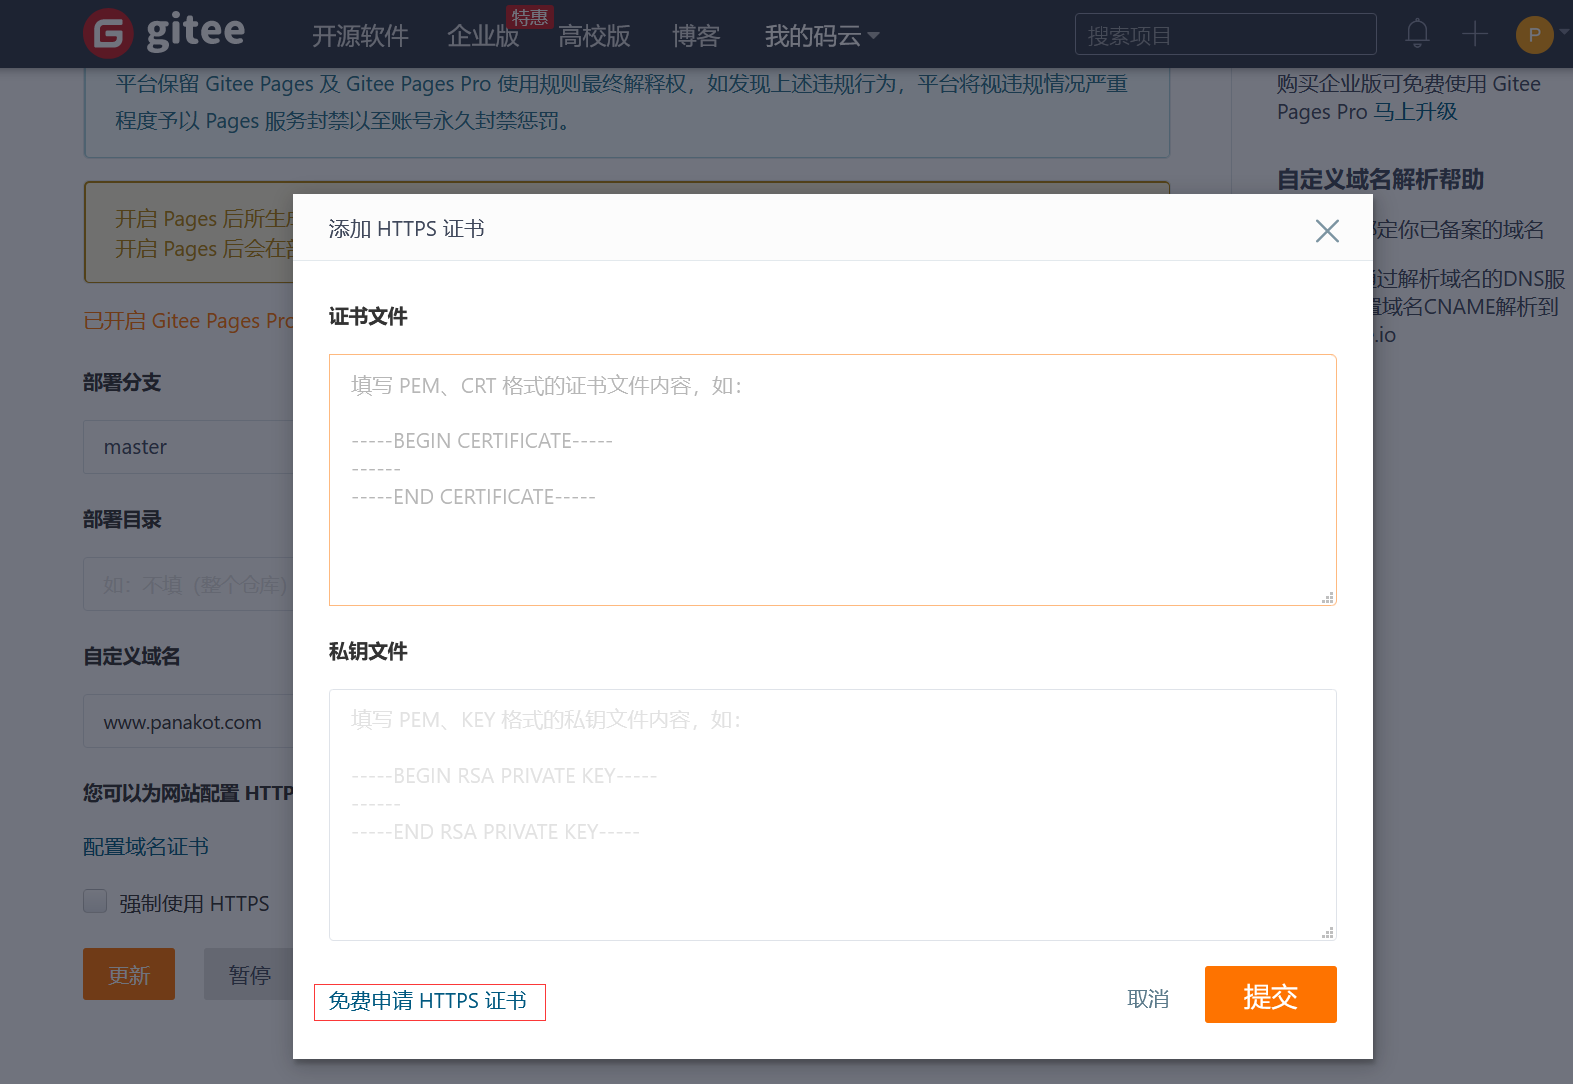 gitee
开源软件
企业版
特惠
高校版
博客
我的码云
搜索项目
P
平台保留 Gitee Pages 及 Gitee Pages Pro 使用规则最终解释权，如发现上述违规行为，平台将视违规情况严重
程度予以 Pages 服务封禁以至账号永久封禁惩罚。
购买企业版可免费使用 Gitee
Pages Pro 马上升级
自定义域名解析帮助
定你已备案的域名
过解析域名的DNS服
置域名CNAME解析到
.io
开启 Pages 后所生
开启 Pages 后会在
已开启 Gitee Pages Pro
部署分支
master
部署目录
如：不填（整个仓库）
自定义域名
www.panakot.com
您可以为网站配置 HTTP
配置域名证书
强制使用 HTTPS
更新
暂停
添加 HTTPS 证书
证书文件
填写 PEM、CRT 格式的证书文件内容，如：
-----BEGIN CERTIFICATE-----
------
-----END CERTIFICATE-----
私钥文件
填写 PEM、KEY 格式的私钥文件内容，如：
-----BEGIN RSA PRIVATE KEY-----
------
-----END RSA PRIVATE KEY-----
免费申请 HTTPS 证书
取消
提交